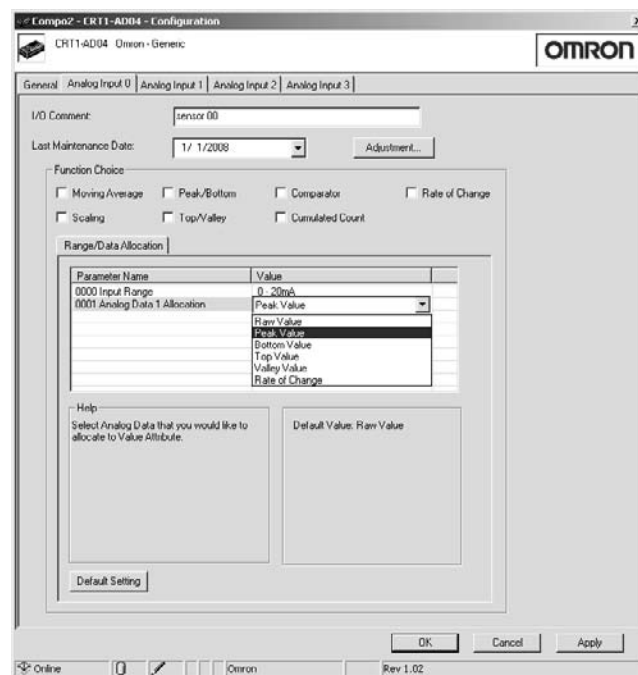 Compo2 - CRT1-AD04 - Configuration
CRT1-AD04 Omron - Generic
OMRON
General Analog Input 0 Analog Input 1 Analog Input 2 Analog Input 3
I/O Comment: sensor 00
Last Maintenance Date: 1/ 1/2008 Adjustment...
Function Choice
Moving Average Peak/Bottom Comparator Rate of Change
Scaling Top/Valley Cumulated Count
Range/Data Allocation
Parameter Name Value
0000 Input Range 0 - 20mA
0001 Analog Data 1 Allocation Peak Value
Raw Value
Peak Value
Bottom Value
Top Value
Valley Value
Rate of Change
Help
Select Analog Data that you would like to Default Value: Raw Value
allocate to Value Attribute.
Default Setting
OK Cancel Apply
Online Omron Rev 1.02